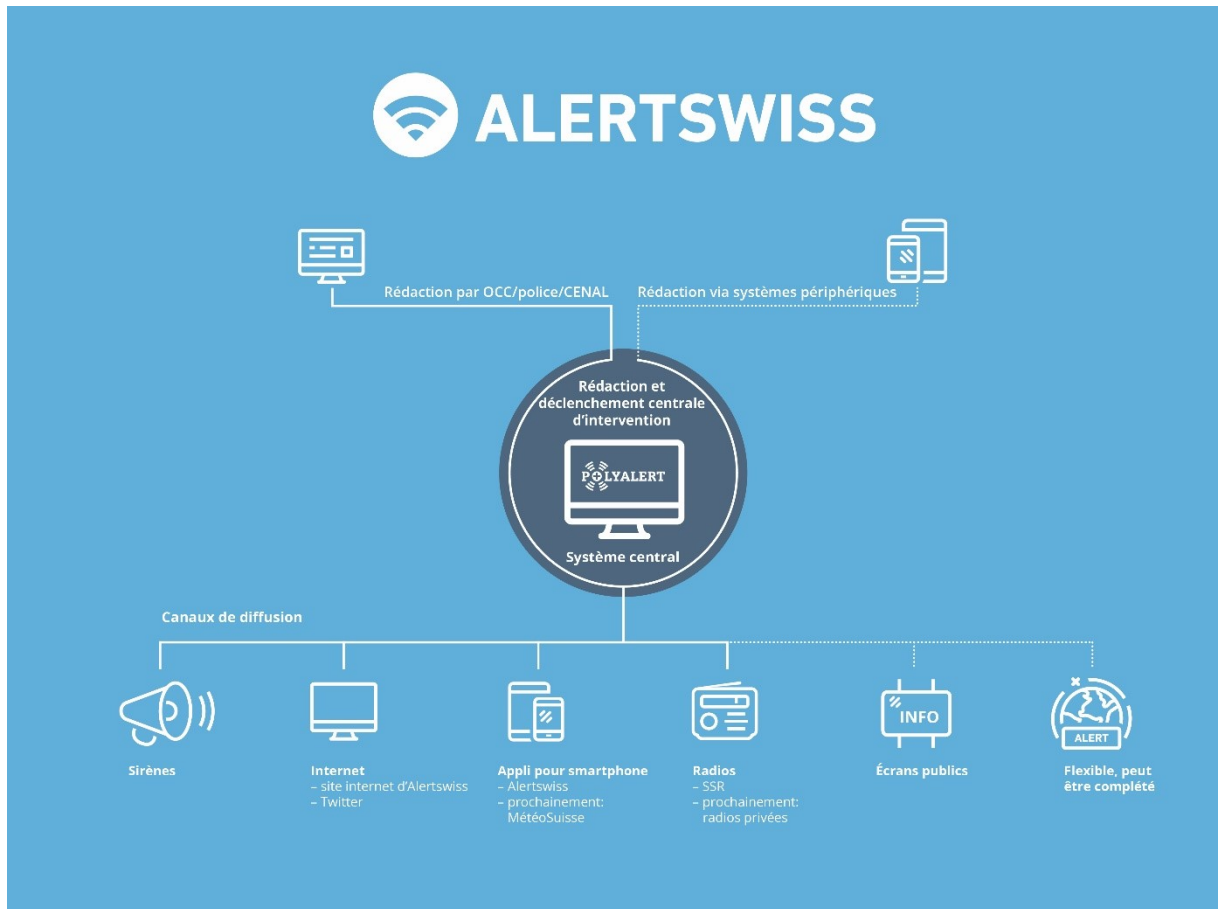 ALERTSWISS
Rédaction par OCC/police/CENAL
Rédaction via systèmes périphériques
Rédaction et
déclenchement centrale
d'intervention
POLYALERT
Système central
Canaux de diffusion
Sirènes
Internet
– site internet d'Alertswiss
– Twitter
Appli pour smartphone
– Alertswiss
– prochainement:
MétéoSuisse
Radios
– SSR
– prochainement:
radios privées
INFO
Écrans publics
ALERT
Flexible, peut
être complété